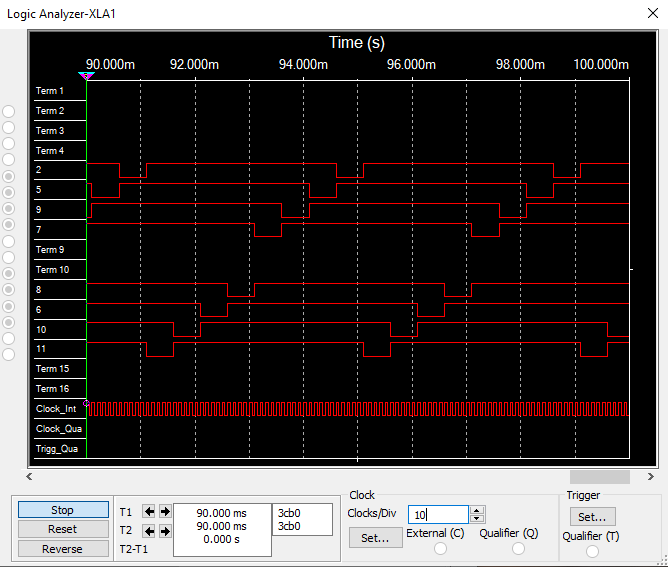 Logic Analyzer-XLA1
Time (s)
90.000m 92.000m 94.000m 96.000m 98.000m 100.000m
Term 1
Term 2
Term 3
Term 4
2
5
9
7
Term 9
Term 10
8
6
10
11
Term 15
Term 16
Clock_Int
Clock_Qua
Trigg_Qua
Stop
Reset
Reverse
T1
T2
T2-T1
90.000 ms
90.000 ms
0.000 s
3cb0
3cb0
Clock
Clocks/Div 10
Set...
External (C)
Qualifier (Q)
Trigger
Set...
Qualifier (T)